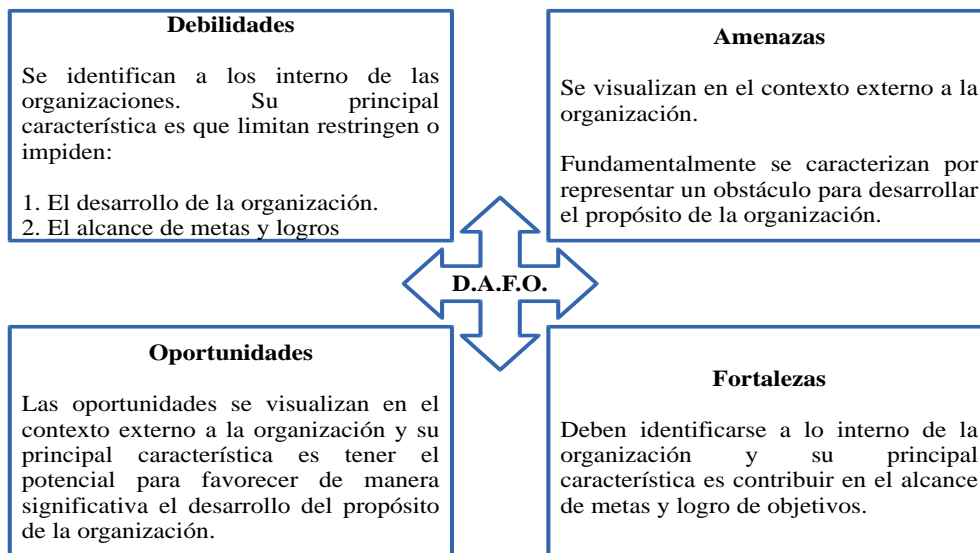 Debilidades
Se identifican a los interno de las
organizaciones. Su principal
característica es que limitan restringen o
impiden:
1. El desarrollo de la organización.
2. El alcance de metas y logros
Amenazas
Se visualizan en el contexto externo a la
organización.
Fundamentalmente se caracterizan por
representar un obstáculo para desarrollar
el propósito de la organización.
D.A.F.O.
Oportunidades
Las oportunidades se visualizan en el
contexto externo a la organización y su
principal característica es tener el
potencial para favorecer de manera
significativa el desarrollo del propósito
de la organización.
Fortalezas
Deben identificarse a lo interno de la
organización y su principal
característica es contribuir en el alcance
de metas y logro de objetivos.